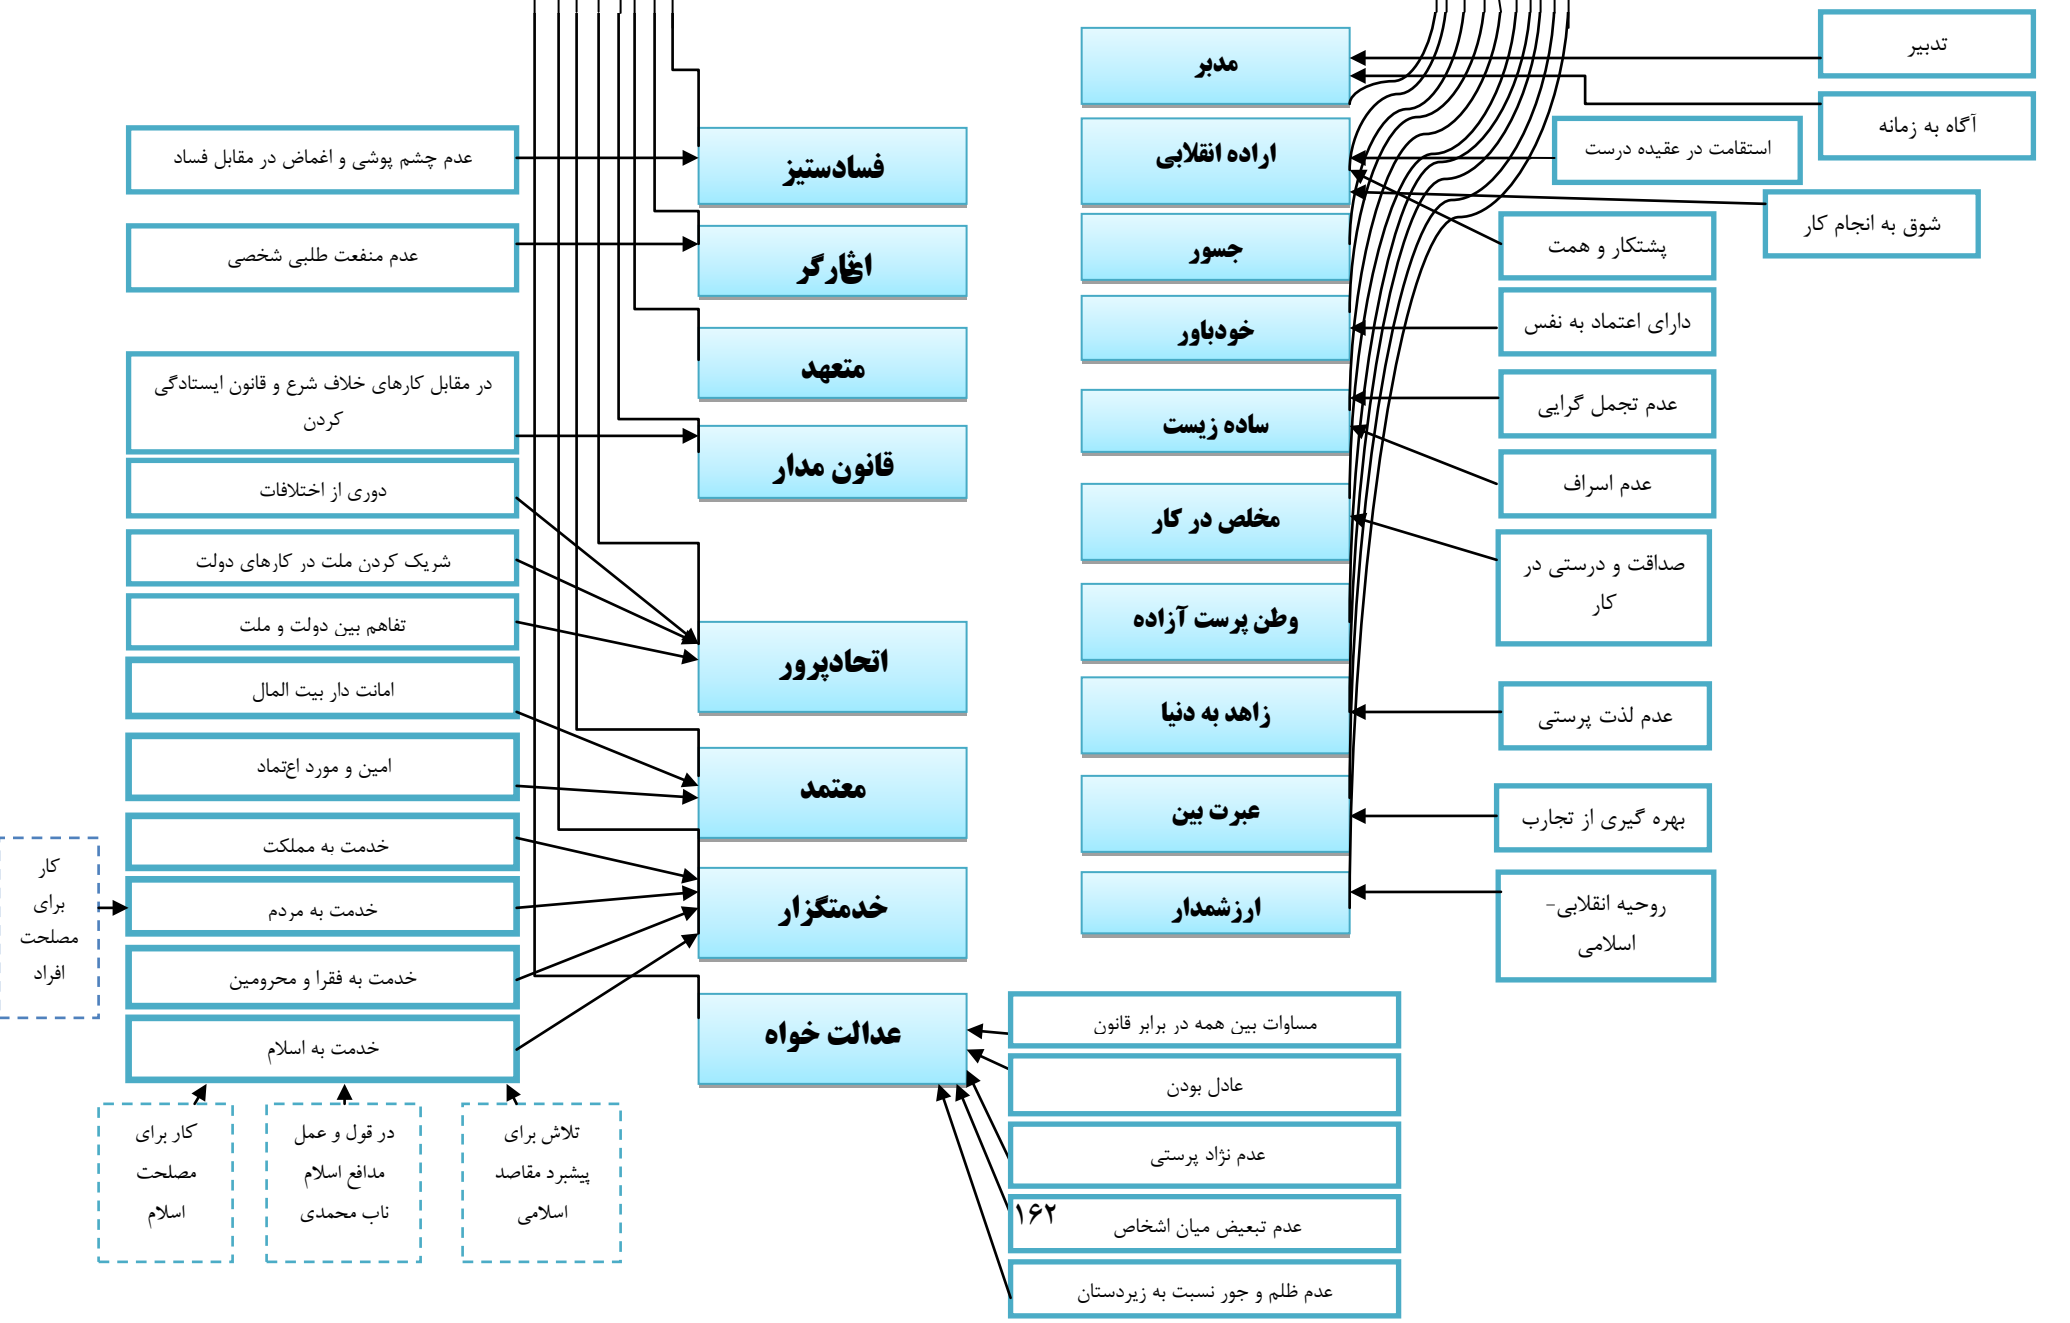 تدبیر
مدبر
آگاه به زمانه
استقامت در عقیده درست
اراده انقلابی
شوق به انجام کار
پشتکار و همت
جسور
دارای اعتماد به نفس
خودباور
عدم تجمل گرایی
ساده زیست
عدم اسراف
صداقت و درستی در
کار
مخلص در کار
وطن پرست آزاده
عدم لذت پرستی
زاهد به دنیا
بهره گیری از تجارب
عبرت بین
روحیه انقلابی-
اسلامی
ارزشمدار
فسادستیز
عدم چشم پوشی و اغماض در مقابل فساد
ایثارگر
عدم منفعت طلبی شخصی
متعهد
در مقابل کارهای خلاف شرع و قانون ایستادگی
کردن
قانون مدار
دوری از اختلافات
شریک کردن ملت در کارهای دولت
تفاهم بین دولت و ملت
اتحادپرور
امانت دار بیت المال
امین و مورد اعتماد
معتمد
خدمت به مملکت
خدمت به مردم
خدمت به فقرا و محرومین
خدمت به اسلام
خدمتگزار
کار
برای
مصلحت
افراد
تلاش برای
پیشبرد مقاصد
اسلامی
در قول و عمل
مدافع اسلام
ناب محمدی
کار برای
مصلحت
اسلام
عدالت خواه
مساوات بین همه در برابر قانون
عادل بودن
عدم نژاد پرستی
عدم تبعیض میان اشخاص
عدم ظلم و جور نسبت به زیردستان
۱۶۲